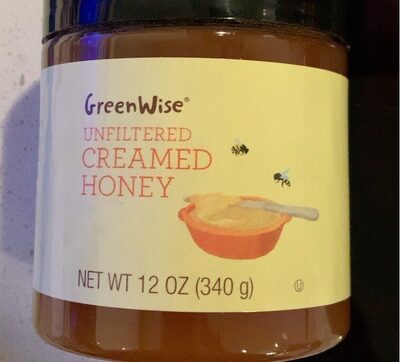 GreenWise®
UNFILTERED
CREAMED
HONEY
NET WT 12 OZ (340 g)
Ⓤ